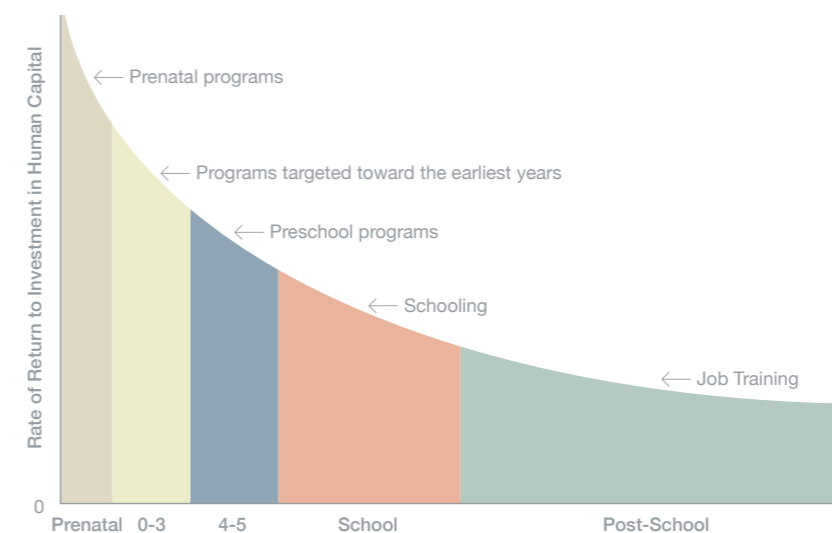 Rate of Return to Investment in Human Capital
Prenatal programs
Programs targeted toward the earliest years
Preschool programs
Schooling
Job Training
0
Prenatal 0-3 4-5 School Post-School